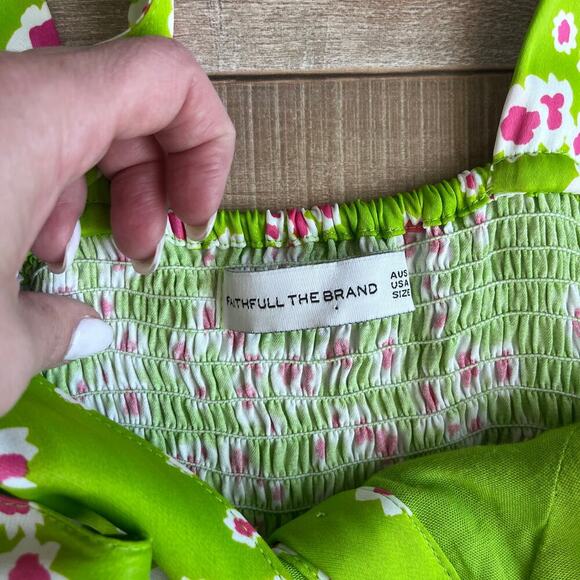 FAITHFULL THE BRAND
AUS
USA
SIZE